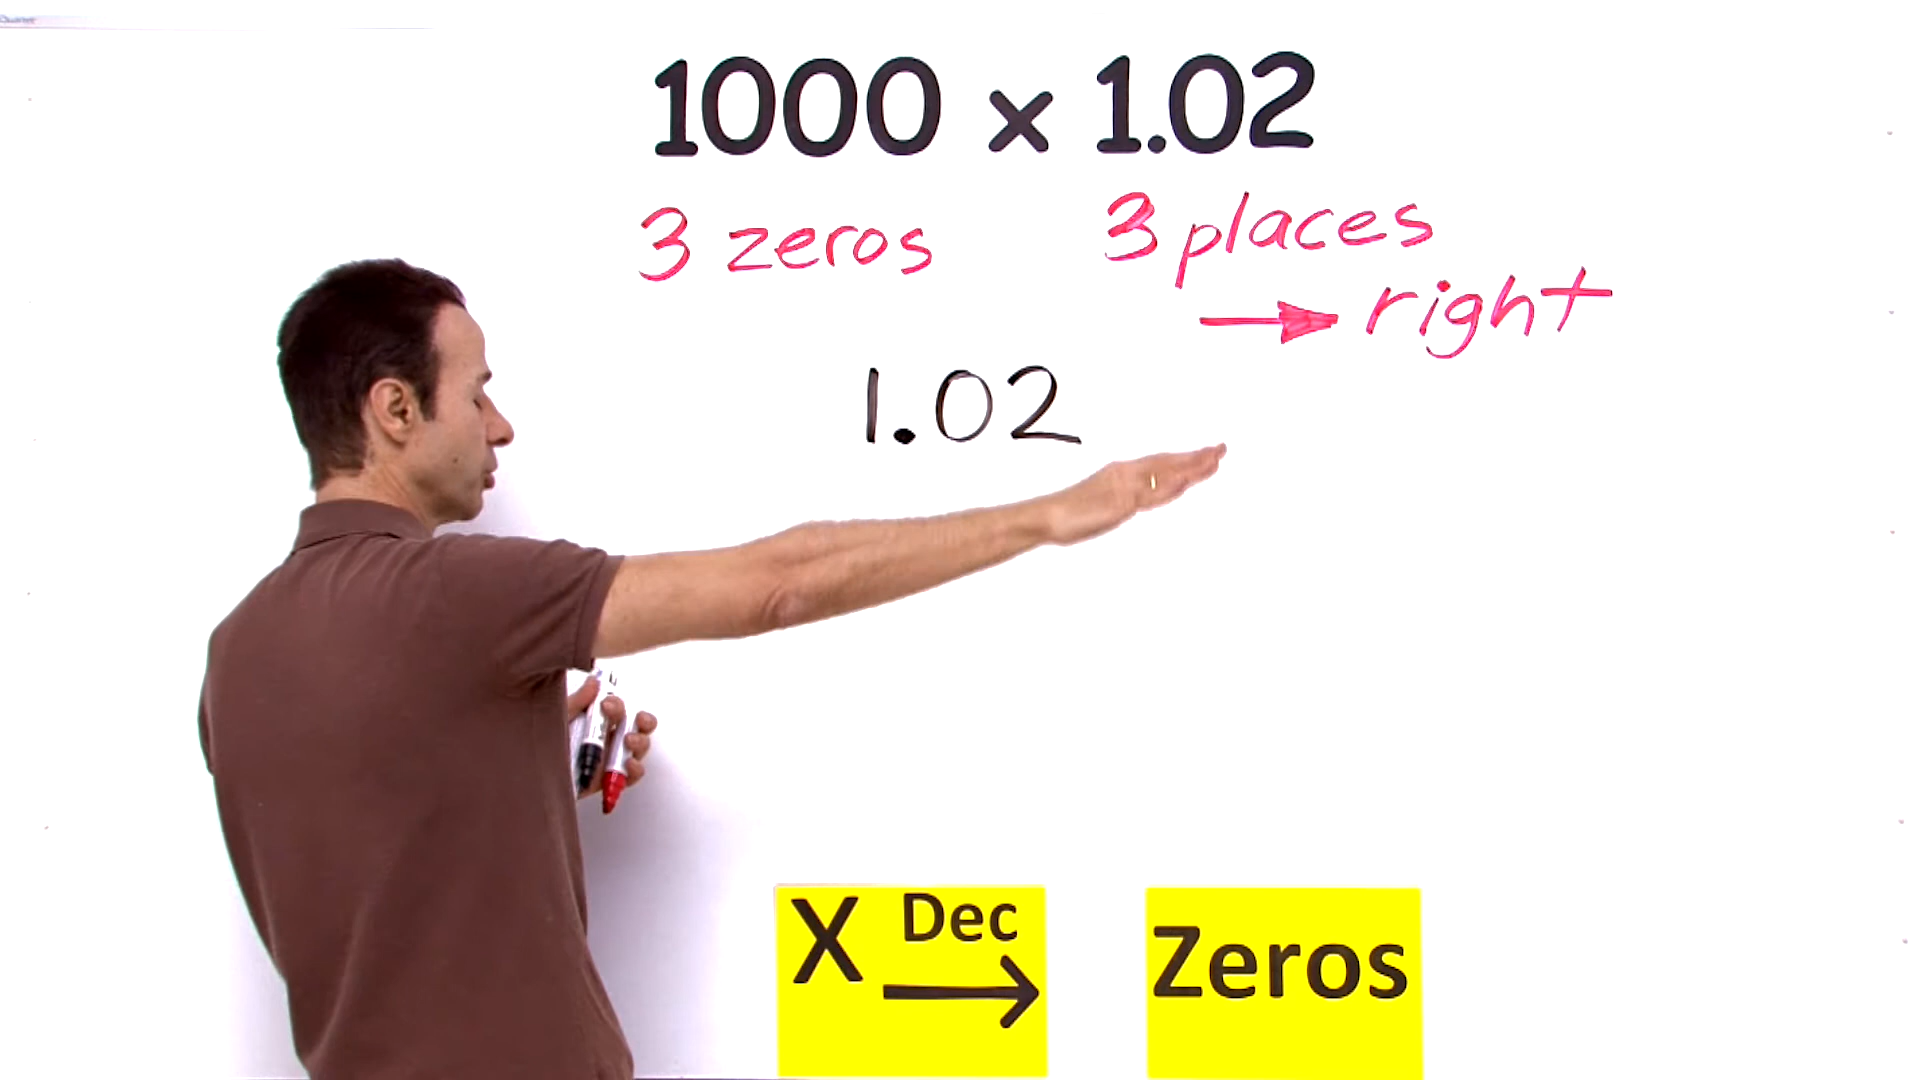 1000 x 1.02
3 zeros 3 places
→ right
1.02
X Dec →
Zeros